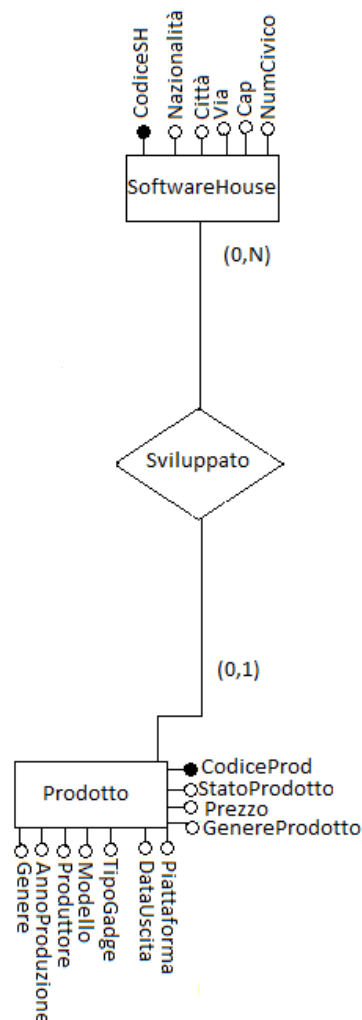 CodiceSH
Nazionalità
Città
Via
Cap
NumCivico
SoftwareHouse
(0,N)
Sviluppato
(0,1)
Prodotto
CodiceProd
StatoProdotto
Prezzo
GenereProdotto
Genere
AnnoProduzione
Produttore
Modello
TipoGadge
DataUscita
Piattaforma